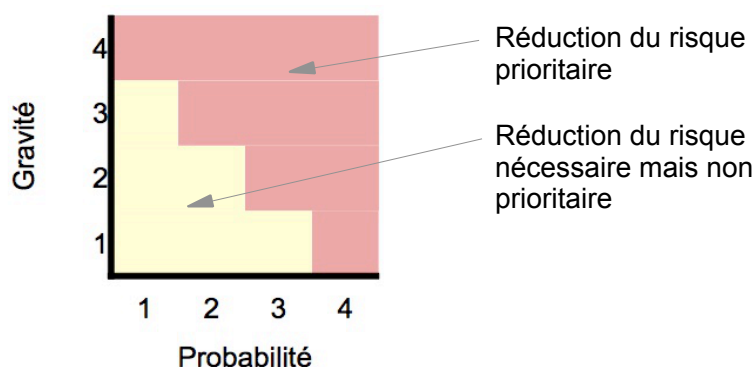 Réduction du risque
prioritaire
Réduction du risque
nécessaire mais non
prioritaire
Gravité
4
3
2
1
1 2 3 4
Probabilité